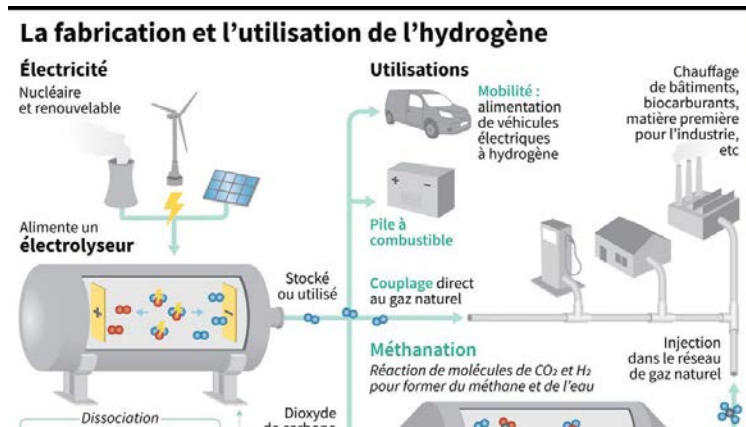 La fabrication et l’utilisation de l’hydrogène
Électricité
Nucléaire
et renouvelable
Alimente un
électrolyseur
+
-
Stocké
ou utilisé
Dissociation
Dioxyde
de carbone
Utilisations
Mobilité :
alimentation
de véhicules
électriques
à hydrogène
+ -
Pile à
combustible
Couplage direct
au gaz naturel
Chauffage
de bâtiments,
biocarburants,
matière première
pour l’industrie,
etc
Méthanation
Réaction de molécules de CO₂ et H₂
pour former du méthane et de l’eau
Injection
dans le réseau
de gaz naturel